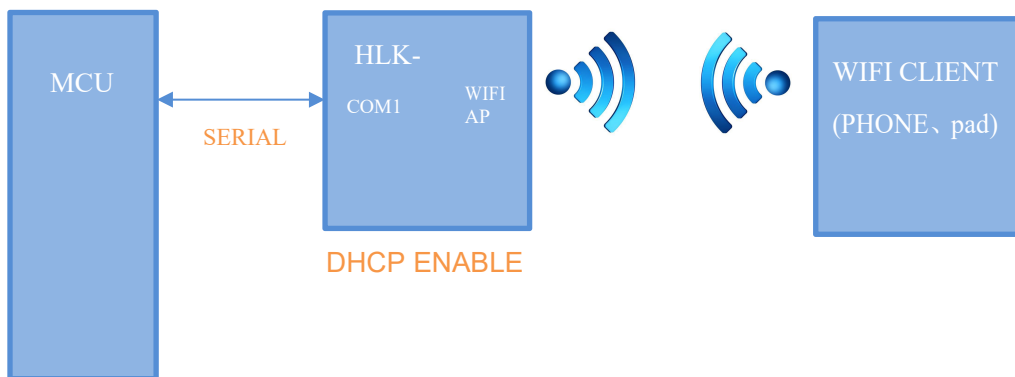 MCU
SERIAL
HLK-
COM1
WIFI
AP
DHCP ENABLE
WIFI CLIENT
(PHONE、pad)